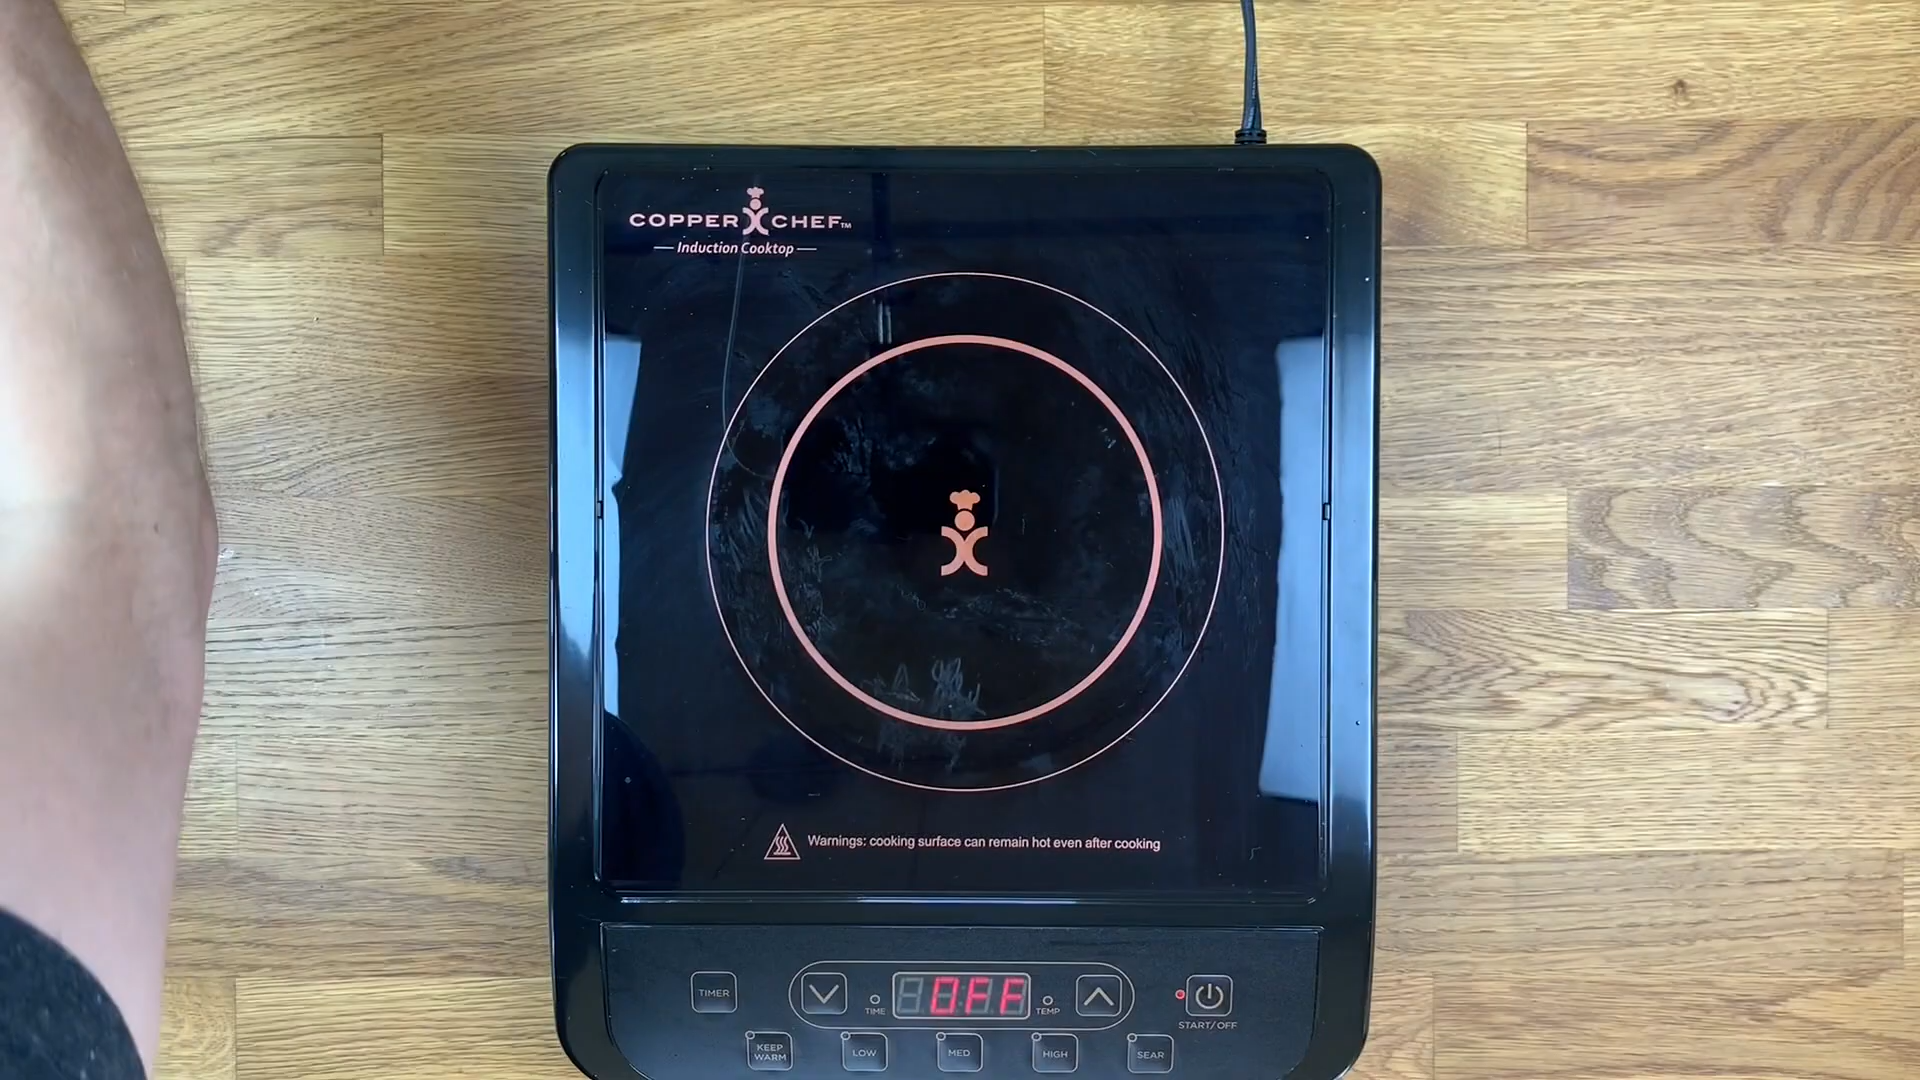 COPPER CHEF™
Induction Cooktop
Warnings: cooking surface can remain hot even after cooking
TIMER
TIME
OFF
TEMP
START/OFF
KEEP WARM
LOW
MED
HIGH
SEAR